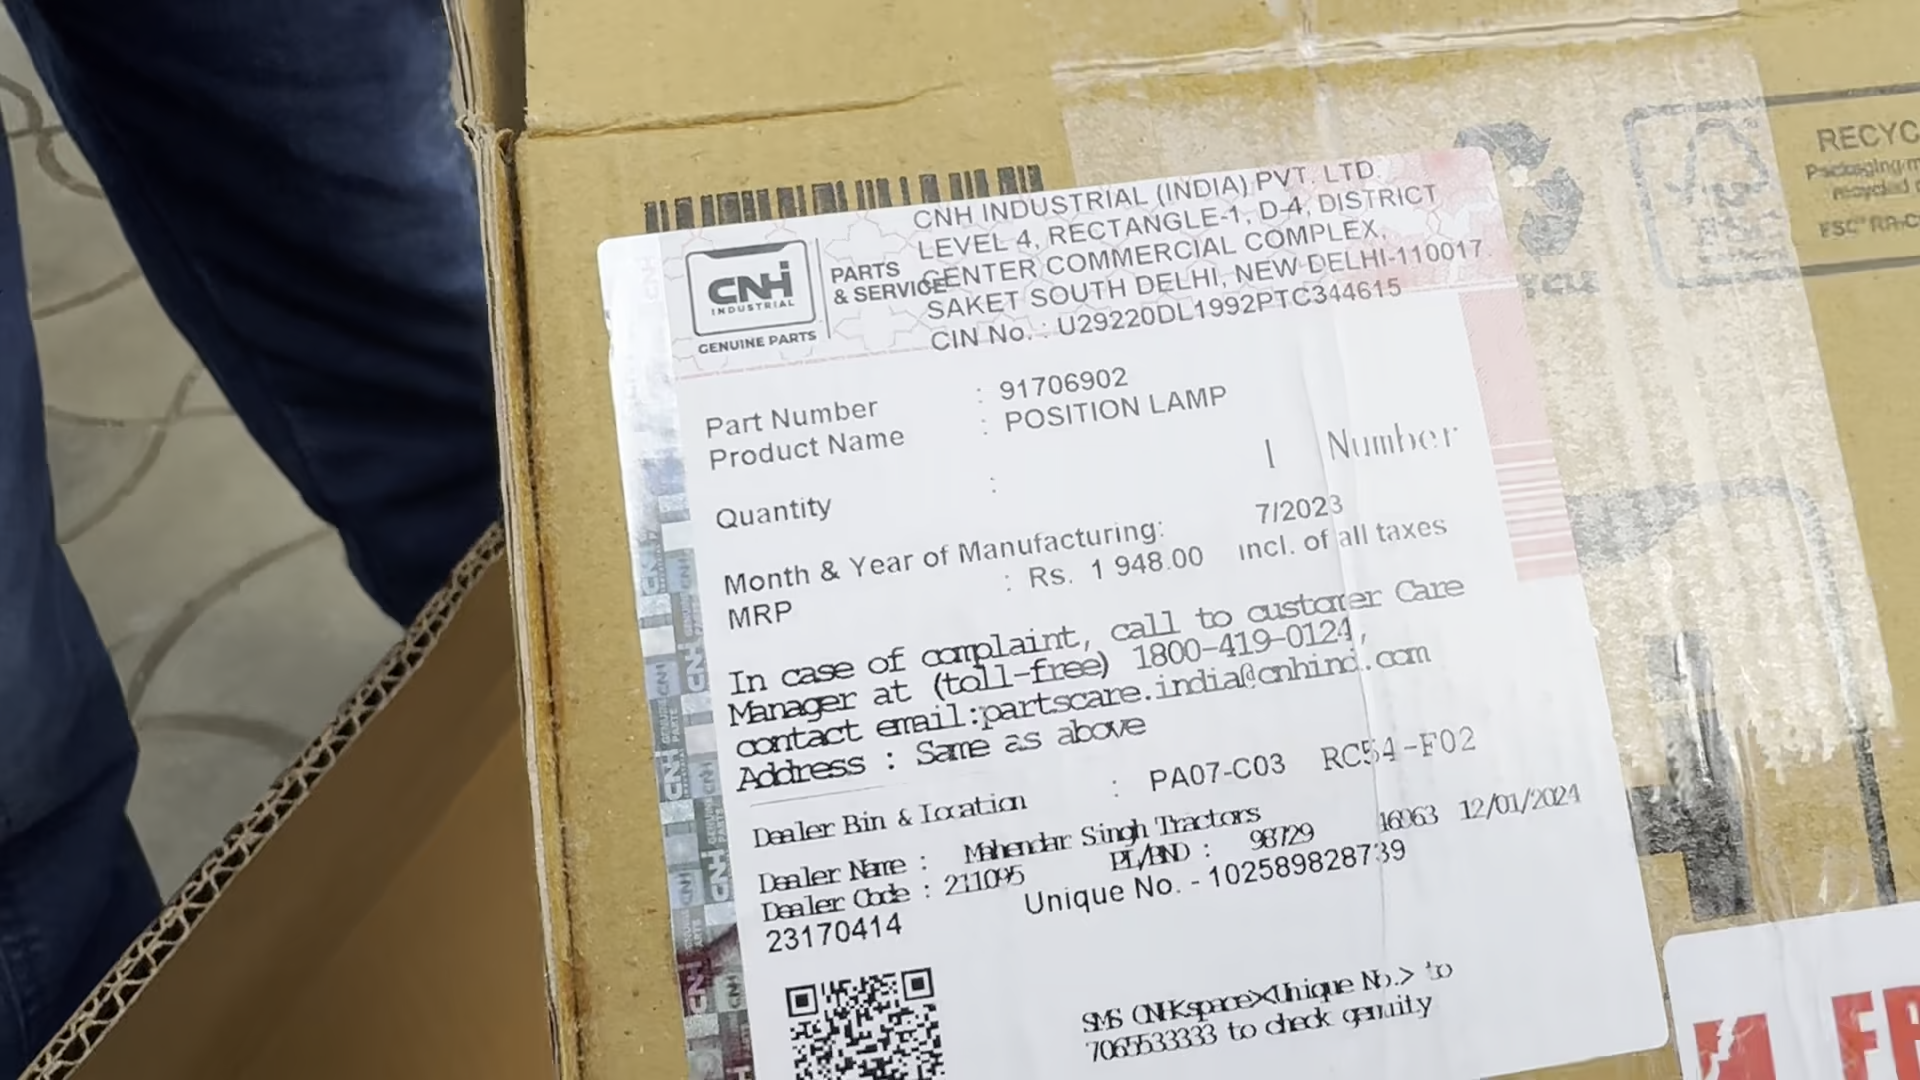 CNH INDUSTRIAL (INDIA) PVT. LTD.
LEVEL 4, RECTANGLE-1, D-4, DISTRICT
CENTER COMMERCIAL COMPLEX,
SAKET SOUTH DELHI, NEW DELHI-110017.
CIN No. : U29220DL1992PTC344615
CNH
INDUSTRIAL
GENUINE PARTS
PARTS
& SERVICE
Part Number : 91706902
Product Name : POSITION LAMP
Quantity : 1 Number
Month & Year of Manufacturing: 7/2023
MRP : Rs. 1 948.00 incl. of all taxes
In case of complaint, call to customer Care
Manager at (toll-free) 1800-419-0124,
contact email:partscare.india@cnhind.com
Address : Same as above
Dealer Bin & Location : PA07-C03 RC54-F02
Dealer Name : Mahendar Singh Tractors
Dealer Code : 211095 PL/BND : 98729 16963 12/01/2024
23170414 Unique No. - 102589828739
SMS CNH<space><Unique No.> to
7065533333 to check genuity
RECYC